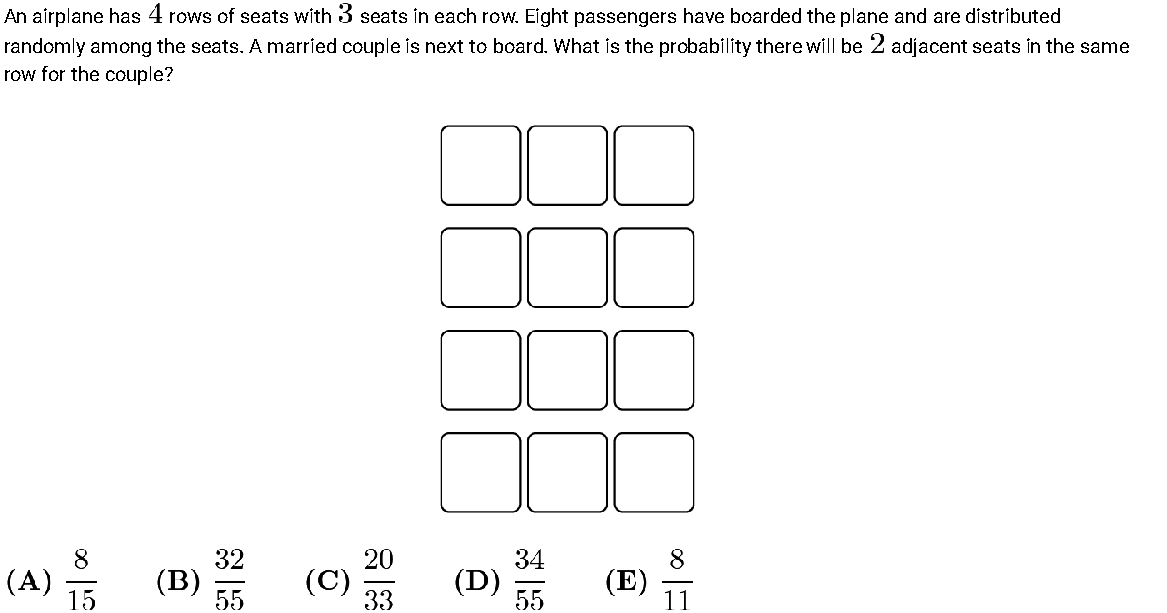 An airplane has 4 rows of seats with 3 seats in each row. Eight passengers have boarded the plane and are distributed
randomly among the seats. A married couple is next to board. What is the probability there will be 2 adjacent seats in the same
row for the couple?
(A) 8/15 (B) 32/55 (C) 20/33 (D) 34/55 (E) 8/11